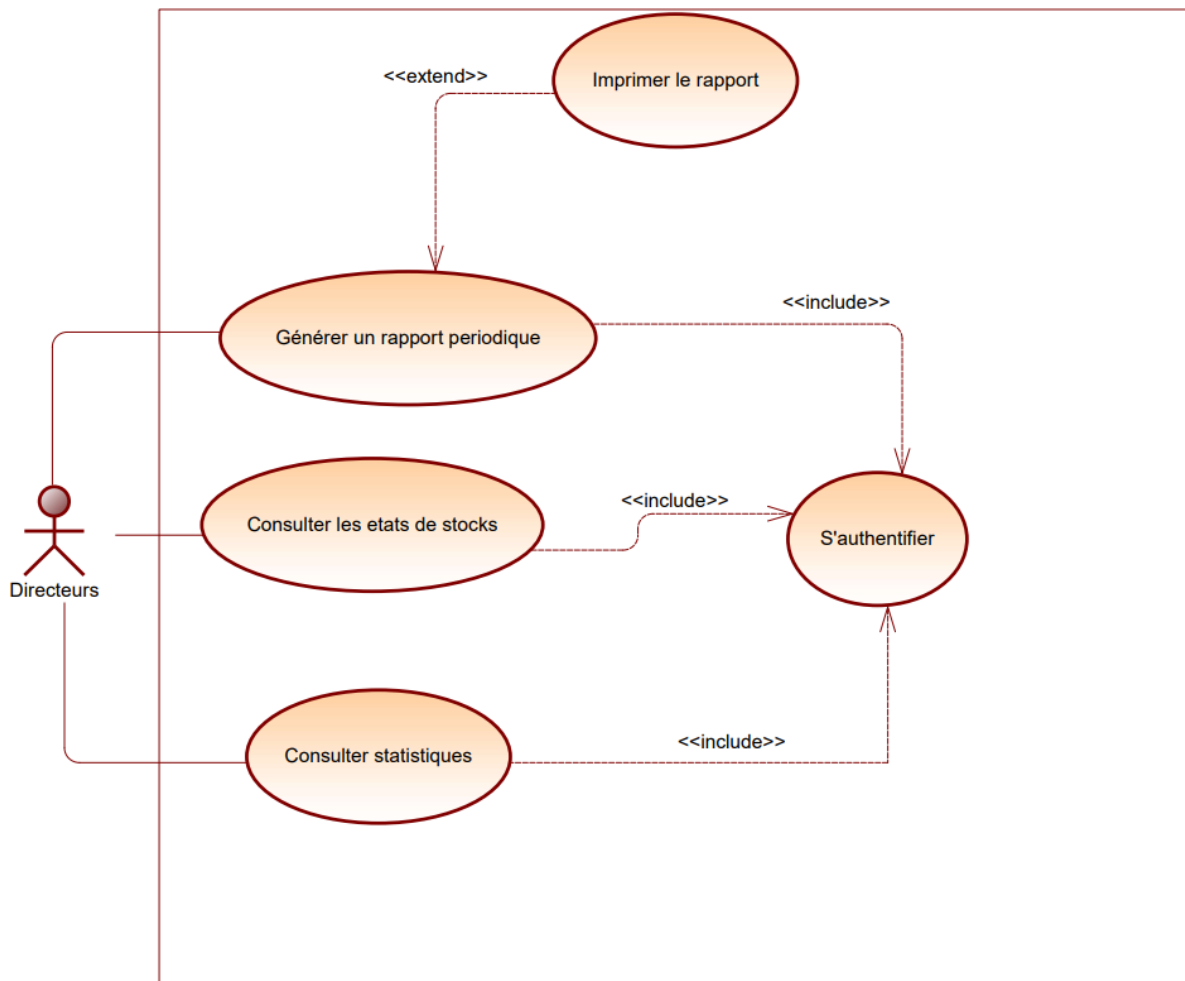 <<extend>>
Imprimer le rapport
<<include>>
Générer un rapport periodique
<<include>>
Consulter les etats de stocks
S'authentifier
Directeurs
<<include>>
Consulter statistiques